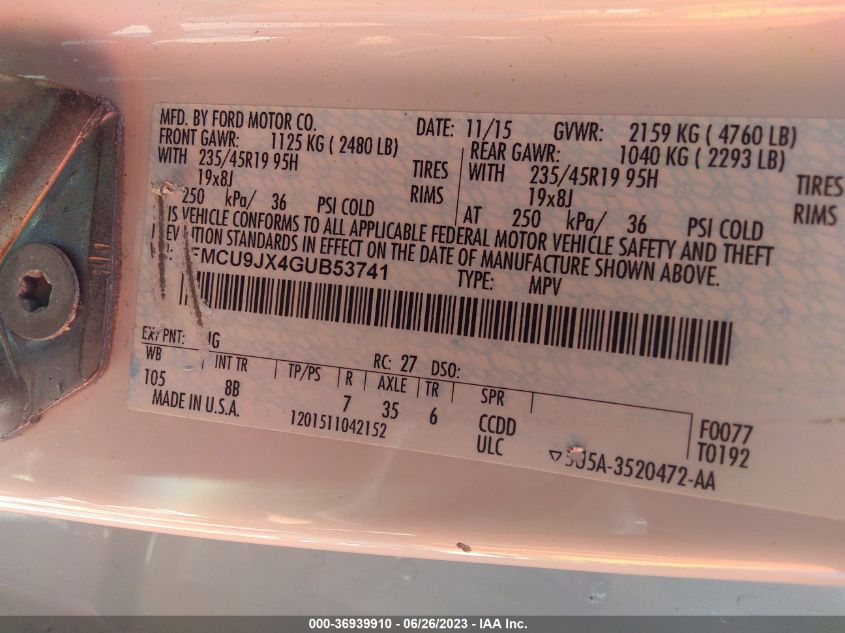 MFD. BY FORD MOTOR CO. DATE: 11/15 GVWR: 2159 KG ( 4760 LB)
FRONT GAWR: 1125 KG ( 2480 LB) REAR GAWR: 1040 KG ( 2293 LB)
WITH 235/45R19 95H TIRES WITH 235/45R19 95H TIRES
19x8J RIMS 19x8J RIMS
250 kPa/ 36 PSI COLD AT 250 kPa/ 36 PSI COLD
IS VEHICLE CONFORMS TO ALL APPLICABLE FEDERAL MOTOR VEHICLE SAFETY AND THEFT
EV NTION STANDARDS IN EFFECT ON THE DATE OF MANUFACTURE SHOWN ABOVE.
FMCU9JX4GUB53741 TYPE: MPV
EX/PNT: RC: 27 DSO:
WB INT TR TP/PS R AXLE TR SPR
105 8B 7 35 6 CCDD F0077
MADE IN U.S.A. 1201511042152 ULC T0192
5U5A-3520472-AA
000-36939910 - 06/26/2023 - IAA Inc.